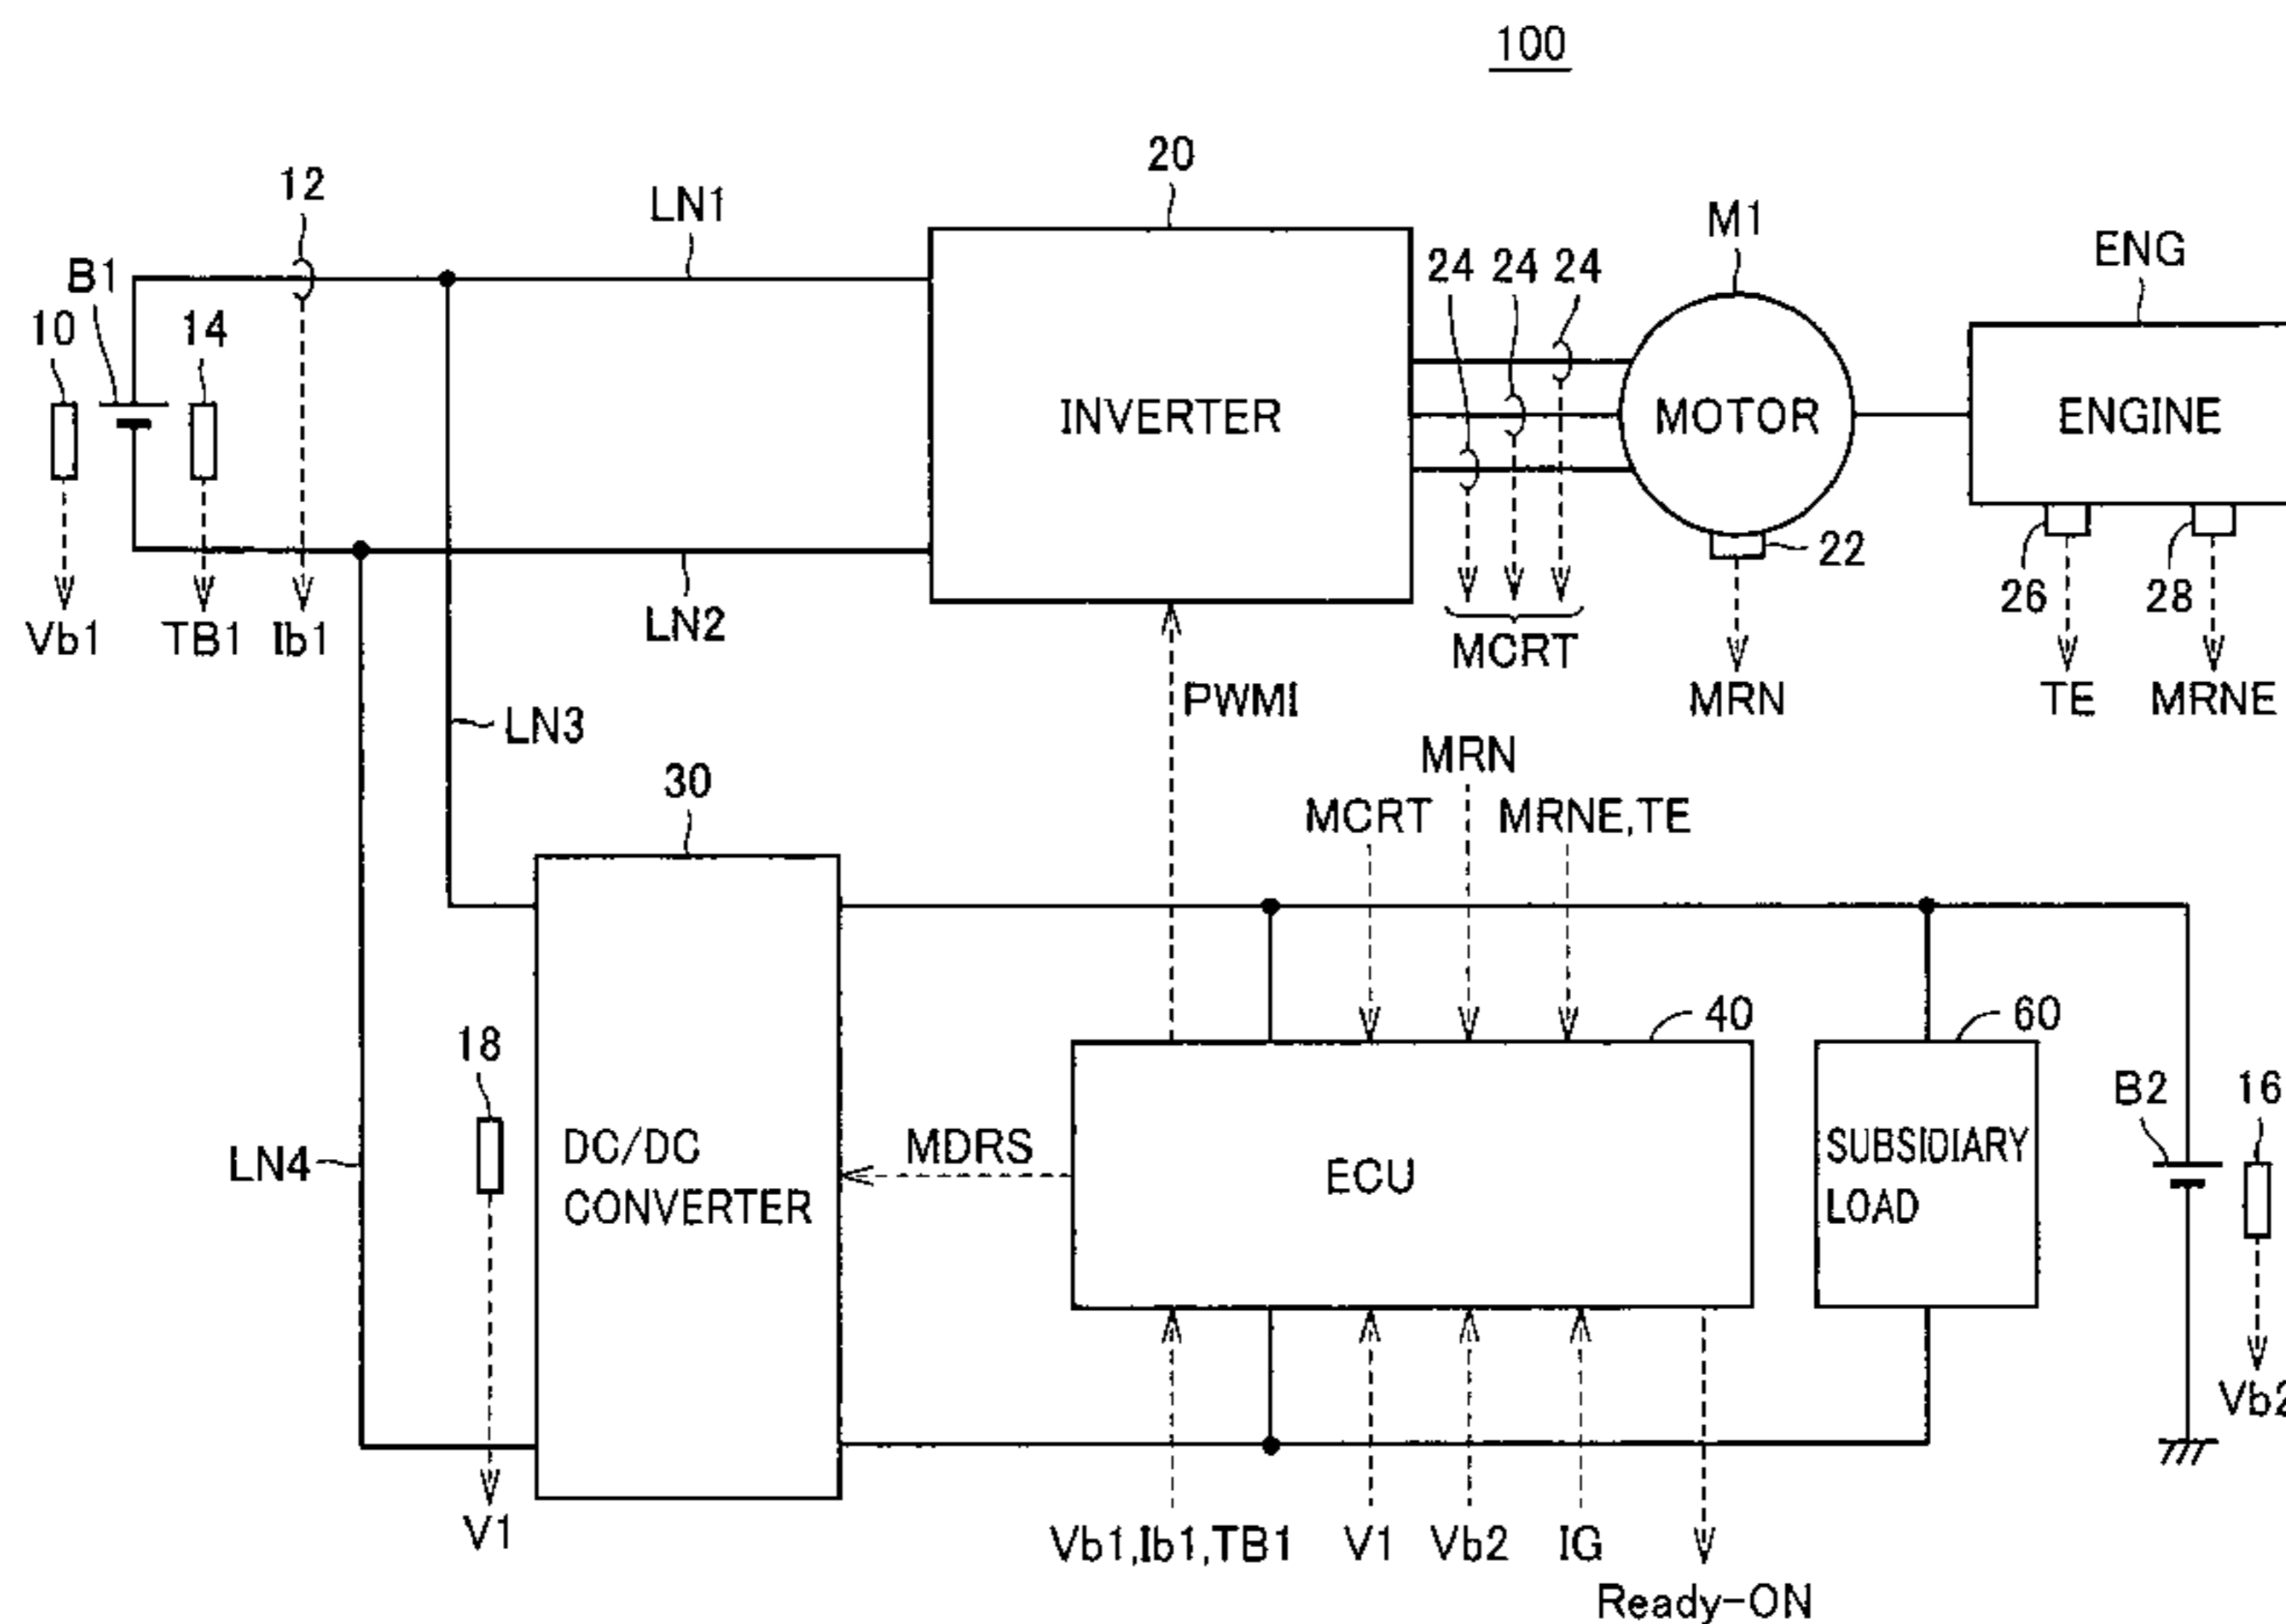 100
20
12
LN1
M1
ENG
24 24 24
B1
10
14
INVERTER
MOTOR
ENGINE
22
26
28
Vb1 TB1 Ib1
LN2
MCRT
PWMI
MRN
TE
MRNE
LN3
MRN
30
MCRT
MRNE,TE
40
60
18
B2
16
LN4
DC/DC
CONVERTER
MDRS
ECU
SUBSIDIARY
LOAD
Vb2
V1
Vb1,Ib1,TB1
V1
Vb2
IG
Ready-ON